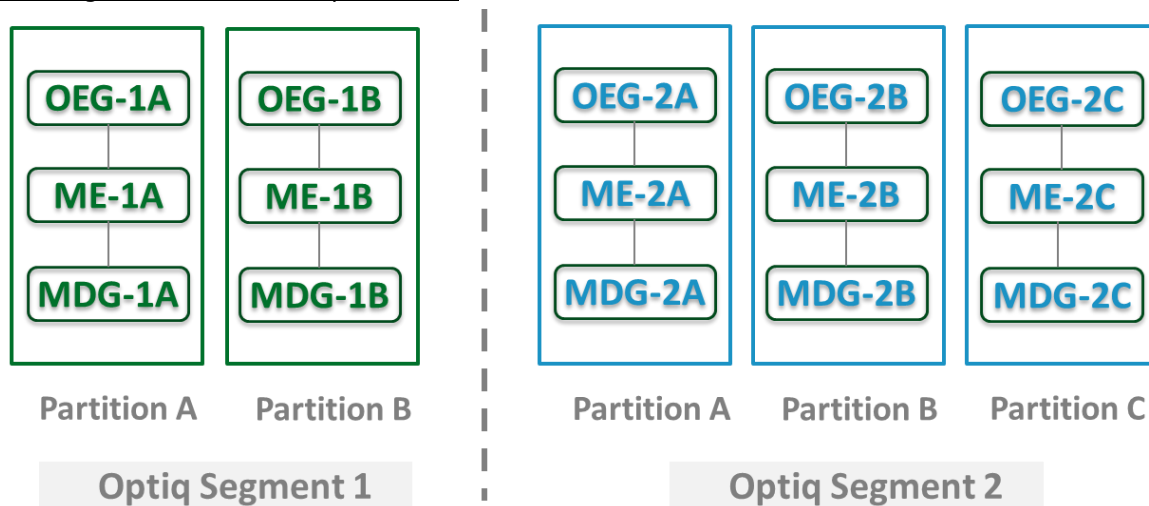 OEG-1A
ME-1A
MDG-1A
Partition A
OEG-1B
ME-1B
MDG-1B
Partition B
Optiq Segment 1
OEG-2A
ME-2A
MDG-2A
Partition A
OEG-2B
ME-2B
MDG-2B
Partition B
OEG-2C
ME-2C
MDG-2C
Partition C
Optiq Segment 2